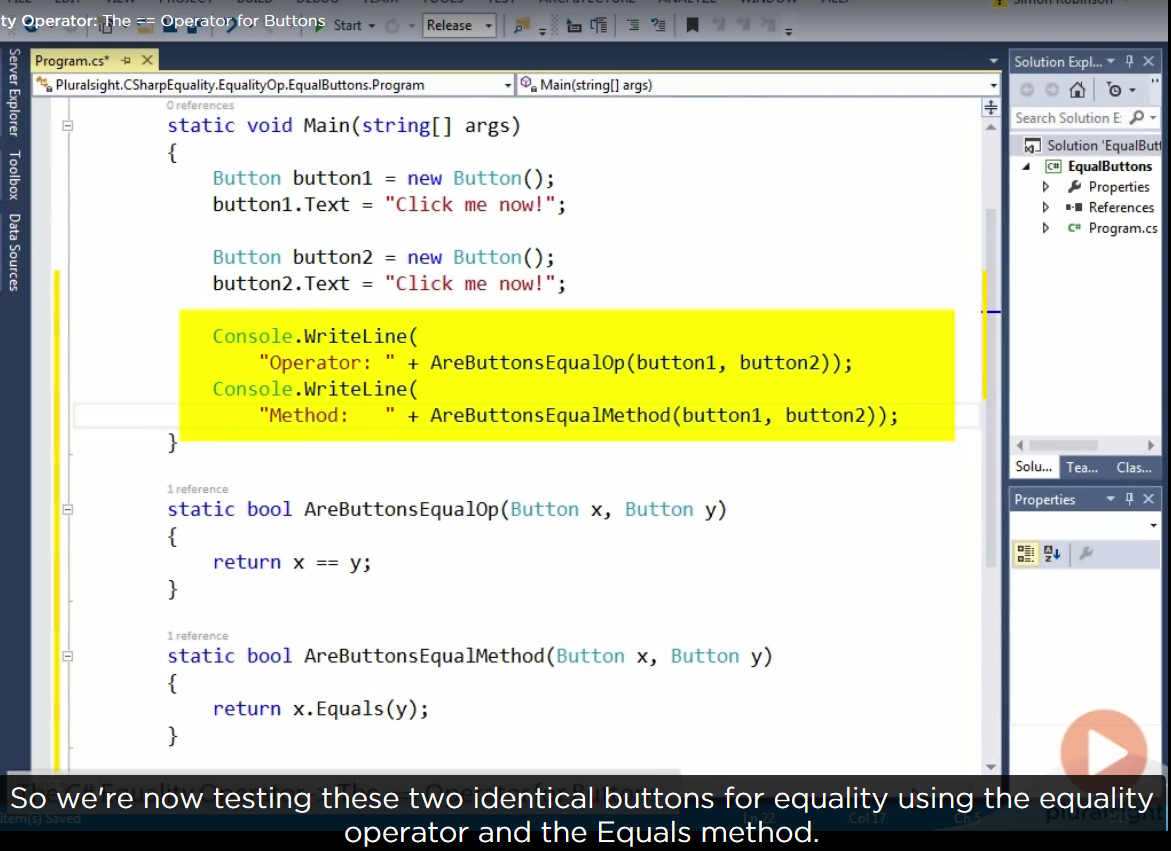 ty Operator: The == Operator for Buttons
Start
Release
Program.cs*
Pluralsight.CSharpEquality.EqualityOp.EqualButtons.Program
Main(string[] args)
Server Explorer
Toolbox
Data Sources
0 references
static void Main(string[] args)
{
Button button1 = new Button();
button1.Text = "Click me now!";
Button button2 = new Button();
button2.Text = "Click me now!";
Console.WriteLine(
"Operator: " + AreButtonsEqualOp(button1, button2));
Console.WriteLine(
"Method:   " + AreButtonsEqualMethod(button1, button2));
}
1 reference
static bool AreButtonsEqualOp(Button x, Button y)
{
return x == y;
}
1 reference
static bool AreButtonsEqualMethod(Button x, Button y)
{
return x.Equals(y);
}
Solution Expl...
Search Solution E
Solution 'EqualButt
C# EqualButtons
Properties
References
C# Program.cs
Solu... Tea... Clas...
Properties
So we're now testing these two identical buttons for equality using the equality
operator and the Equals method.
Item(s) Saved
Ln 22
Col 17
pluralsight